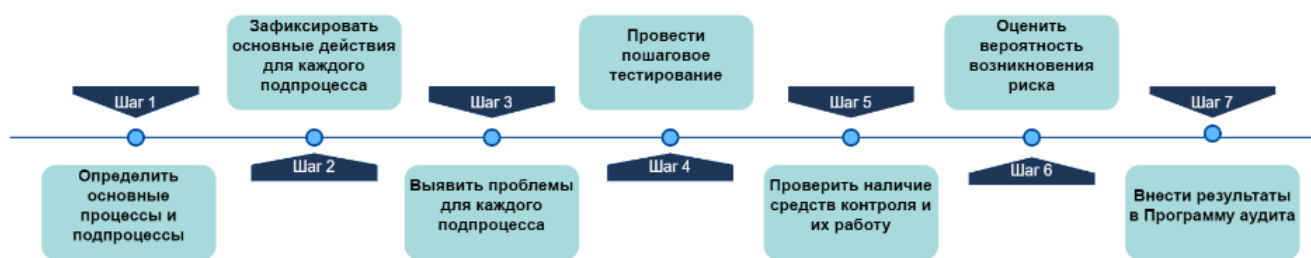 Шаг 1
Определить
основные
процессы и
подпроцессы
Зафиксировать
основные действия
для каждого
подпроцесса
Шаг 2
Шаг 3
Выявить проблемы
для каждого
подпроцесса
Провести
пошаговое
тестирование
Шаг 4
Шаг 5
Проверить наличие
средств контроля и
их работу
Оценить
вероятность
возникновения
риска
Шаг 6
Шаг 7
Внести результаты
в Программу аудита